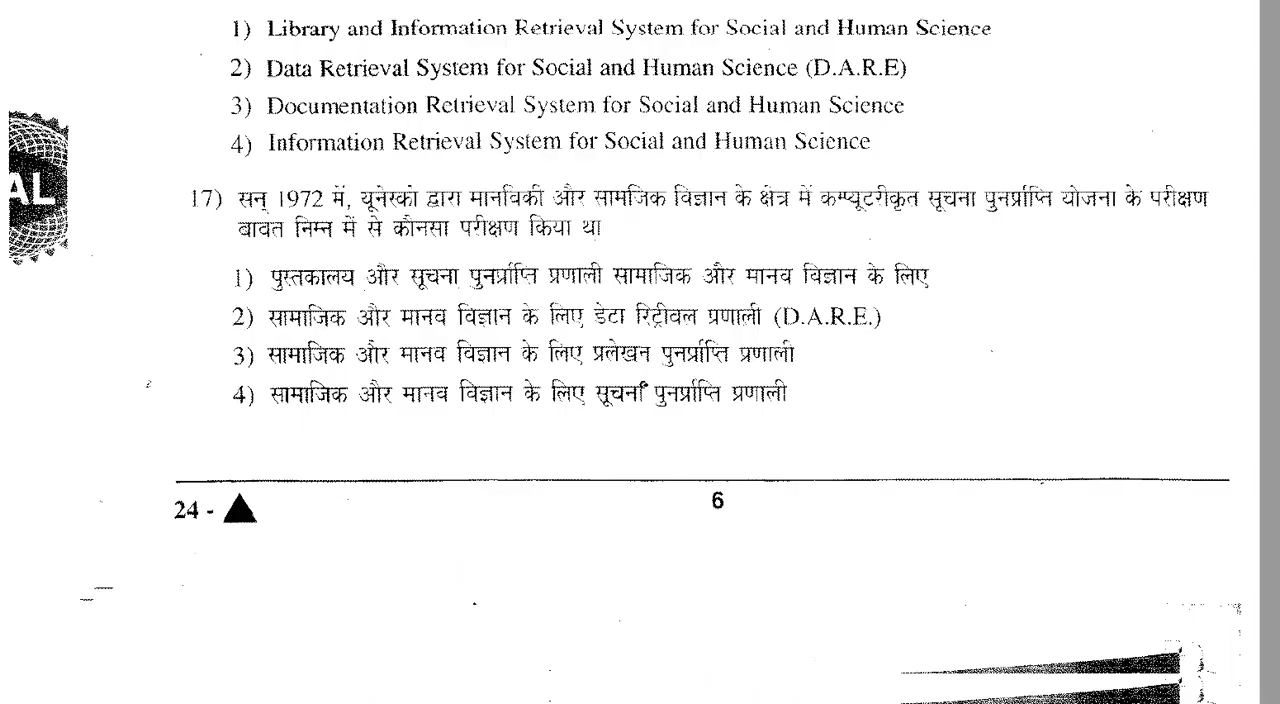 1) Library and Information Retrieval System for Social and Human Science
2) Data Retrieval System for Social and Human Science (D.A.R.E)
3) Documentation Retrieval System for Social and Human Science
4) Information Retrieval System for Social and Human Science
AL
17) सन् 1972 में, यूनेस्को द्वारा मानविकी और सामजिक विज्ञान के क्षेत्र में कम्प्यूटरीकृत सूचना पुनर्प्राप्ति योजना के परीक्षण
बावत निम्न में से कौनसा परीक्षण किया था
1) पुस्तकालय और सूचना पुनर्प्राप्ति प्रणाली सामाजिक और मानव विज्ञान के लिए
2) सामाजिक और मानव विज्ञान के लिए डेटा रिट्रीवल प्रणाली (D.A.R.E.)
3) सामाजिक और मानव विज्ञान के लिए प्रलेखन पुनर्प्राप्ति प्रणाली
4) सामाजिक और मानव विज्ञान के लिए सूचना पुनर्प्राप्ति प्रणाली
24 - ▲ 6